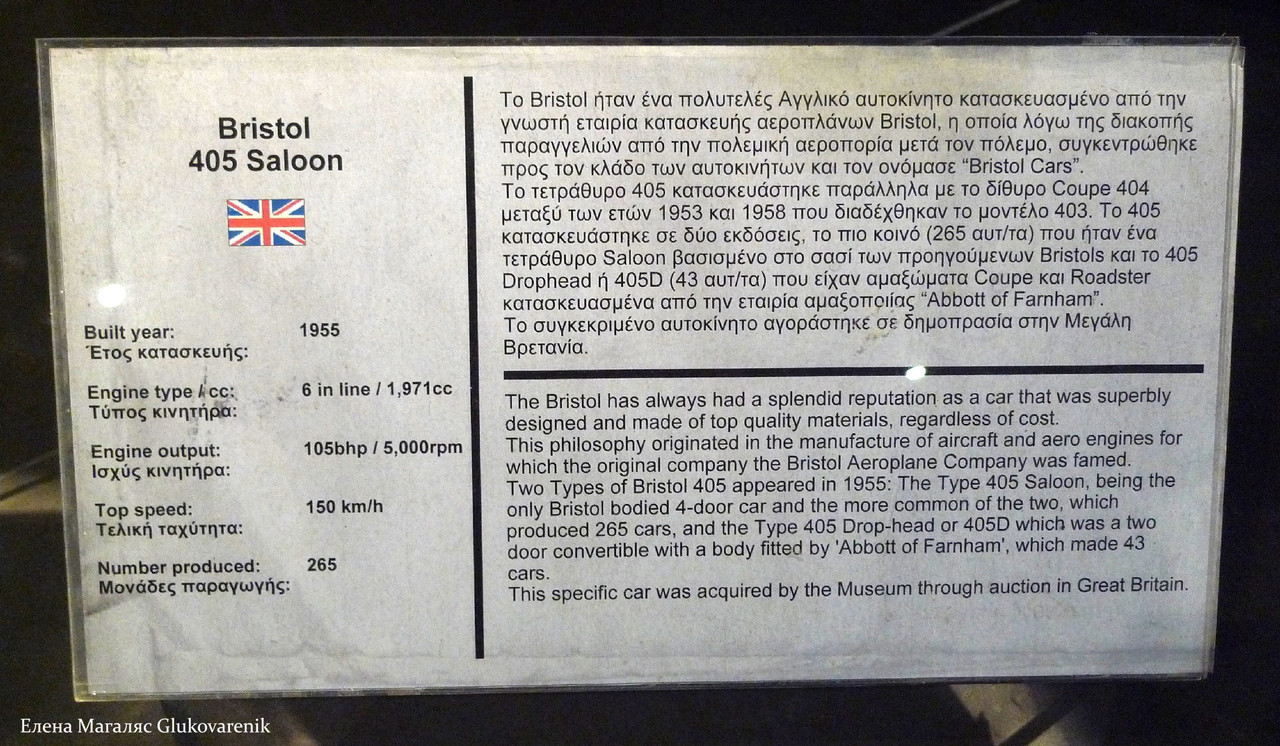 Bristol
405 Saloon
Built year: 1955
Έτος κατασκευής:
Engine type / cc: 6 in line / 1,971cc
Τύπος κινητήρα:
Engine output: 105bhp / 5,000rpm
Ισχύς κινητήρα:
Top speed: 150 km/h
Τελική ταχύτητα:
Number produced: 265
Μονάδες παραγωγής:
Το Bristol ήταν ένα πολυτελές Αγγλικό αυτοκίνητο κατασκευασμένο από την
γνωστή εταιρία κατασκευής αεροπλάνων Bristol, η οποία λόγω της διακοπής
παραγγελιών από την πολεμική αεροπορία μετά τον πόλεμο, συγκεντρώθηκε
προς τον κλάδο των αυτοκινήτων και τον ονόμασε “Bristol Cars”.
Το τετράθυρο 405 κατασκευάστηκε παράλληλα με το δίθυρο Coupe 404
μεταξύ των ετών 1953 και 1958 που διαδέχθηκαν το μοντέλο 403. Το 405
κατασκευάστηκε σε δύο εκδόσεις, το πιο κοινό (265 αυτ/τα) που ήταν ένα
τετράθυρο Saloon βασισμένο στο σασί των προηγούμενων Bristols και το 405
Drophead ή 405D (43 αυτ/τα) που είχαν αμαξώματα Coupe και Roadster
κατασκευασμένα από την εταιρία αμαξοποιίας “Abbott of Farnham”.
Το συγκεκριμένο αυτοκίνητο αγοράστηκε σε δημοπρασία στην Μεγάλη
Βρετανία.
The Bristol has always had a splendid reputation as a car that was superbly
designed and made of top quality materials, regardless of cost.
This philosophy originated in the manufacture of aircraft and aero engines for
which the original company the Bristol Aeroplane Company was famed.
Two Types of Bristol 405 appeared in 1955: The Type 405 Saloon, being the
only Bristol bodied 4-door car and the more common of the two, which
produced 265 cars, and the Type 405 Drop-head or 405D which was a two
door convertible with a body fitted by 'Abbott of Farnham', which made 43
cars.
This specific car was acquired by the Museum through auction in Great Britain.
Елена Магаляс Glukovarenik